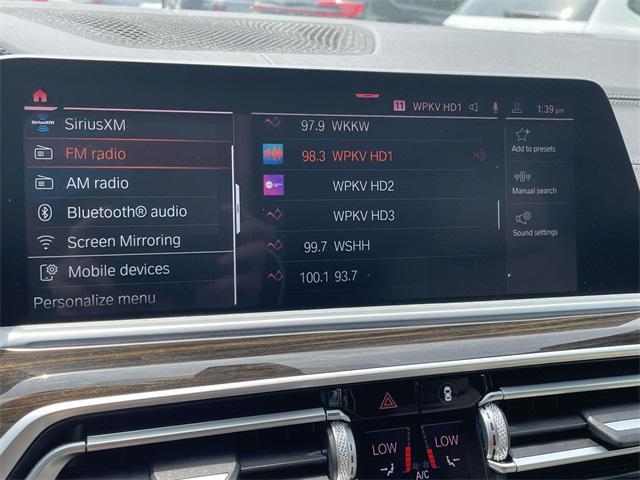 11 WPKV HD1 1:39 pm
SiriusXM
SiriusXM
FM radio
AM radio
Bluetooth® audio
Screen Mirroring
Mobile devices
Personalize menu
97.9 WKKW
98.3 WPKV HD1
WPKV HD2
WPKV HD3
99.7 WSHH
100.1 93.7
Add to presets
Manual search
Sound settings
LOW LOW
A/C